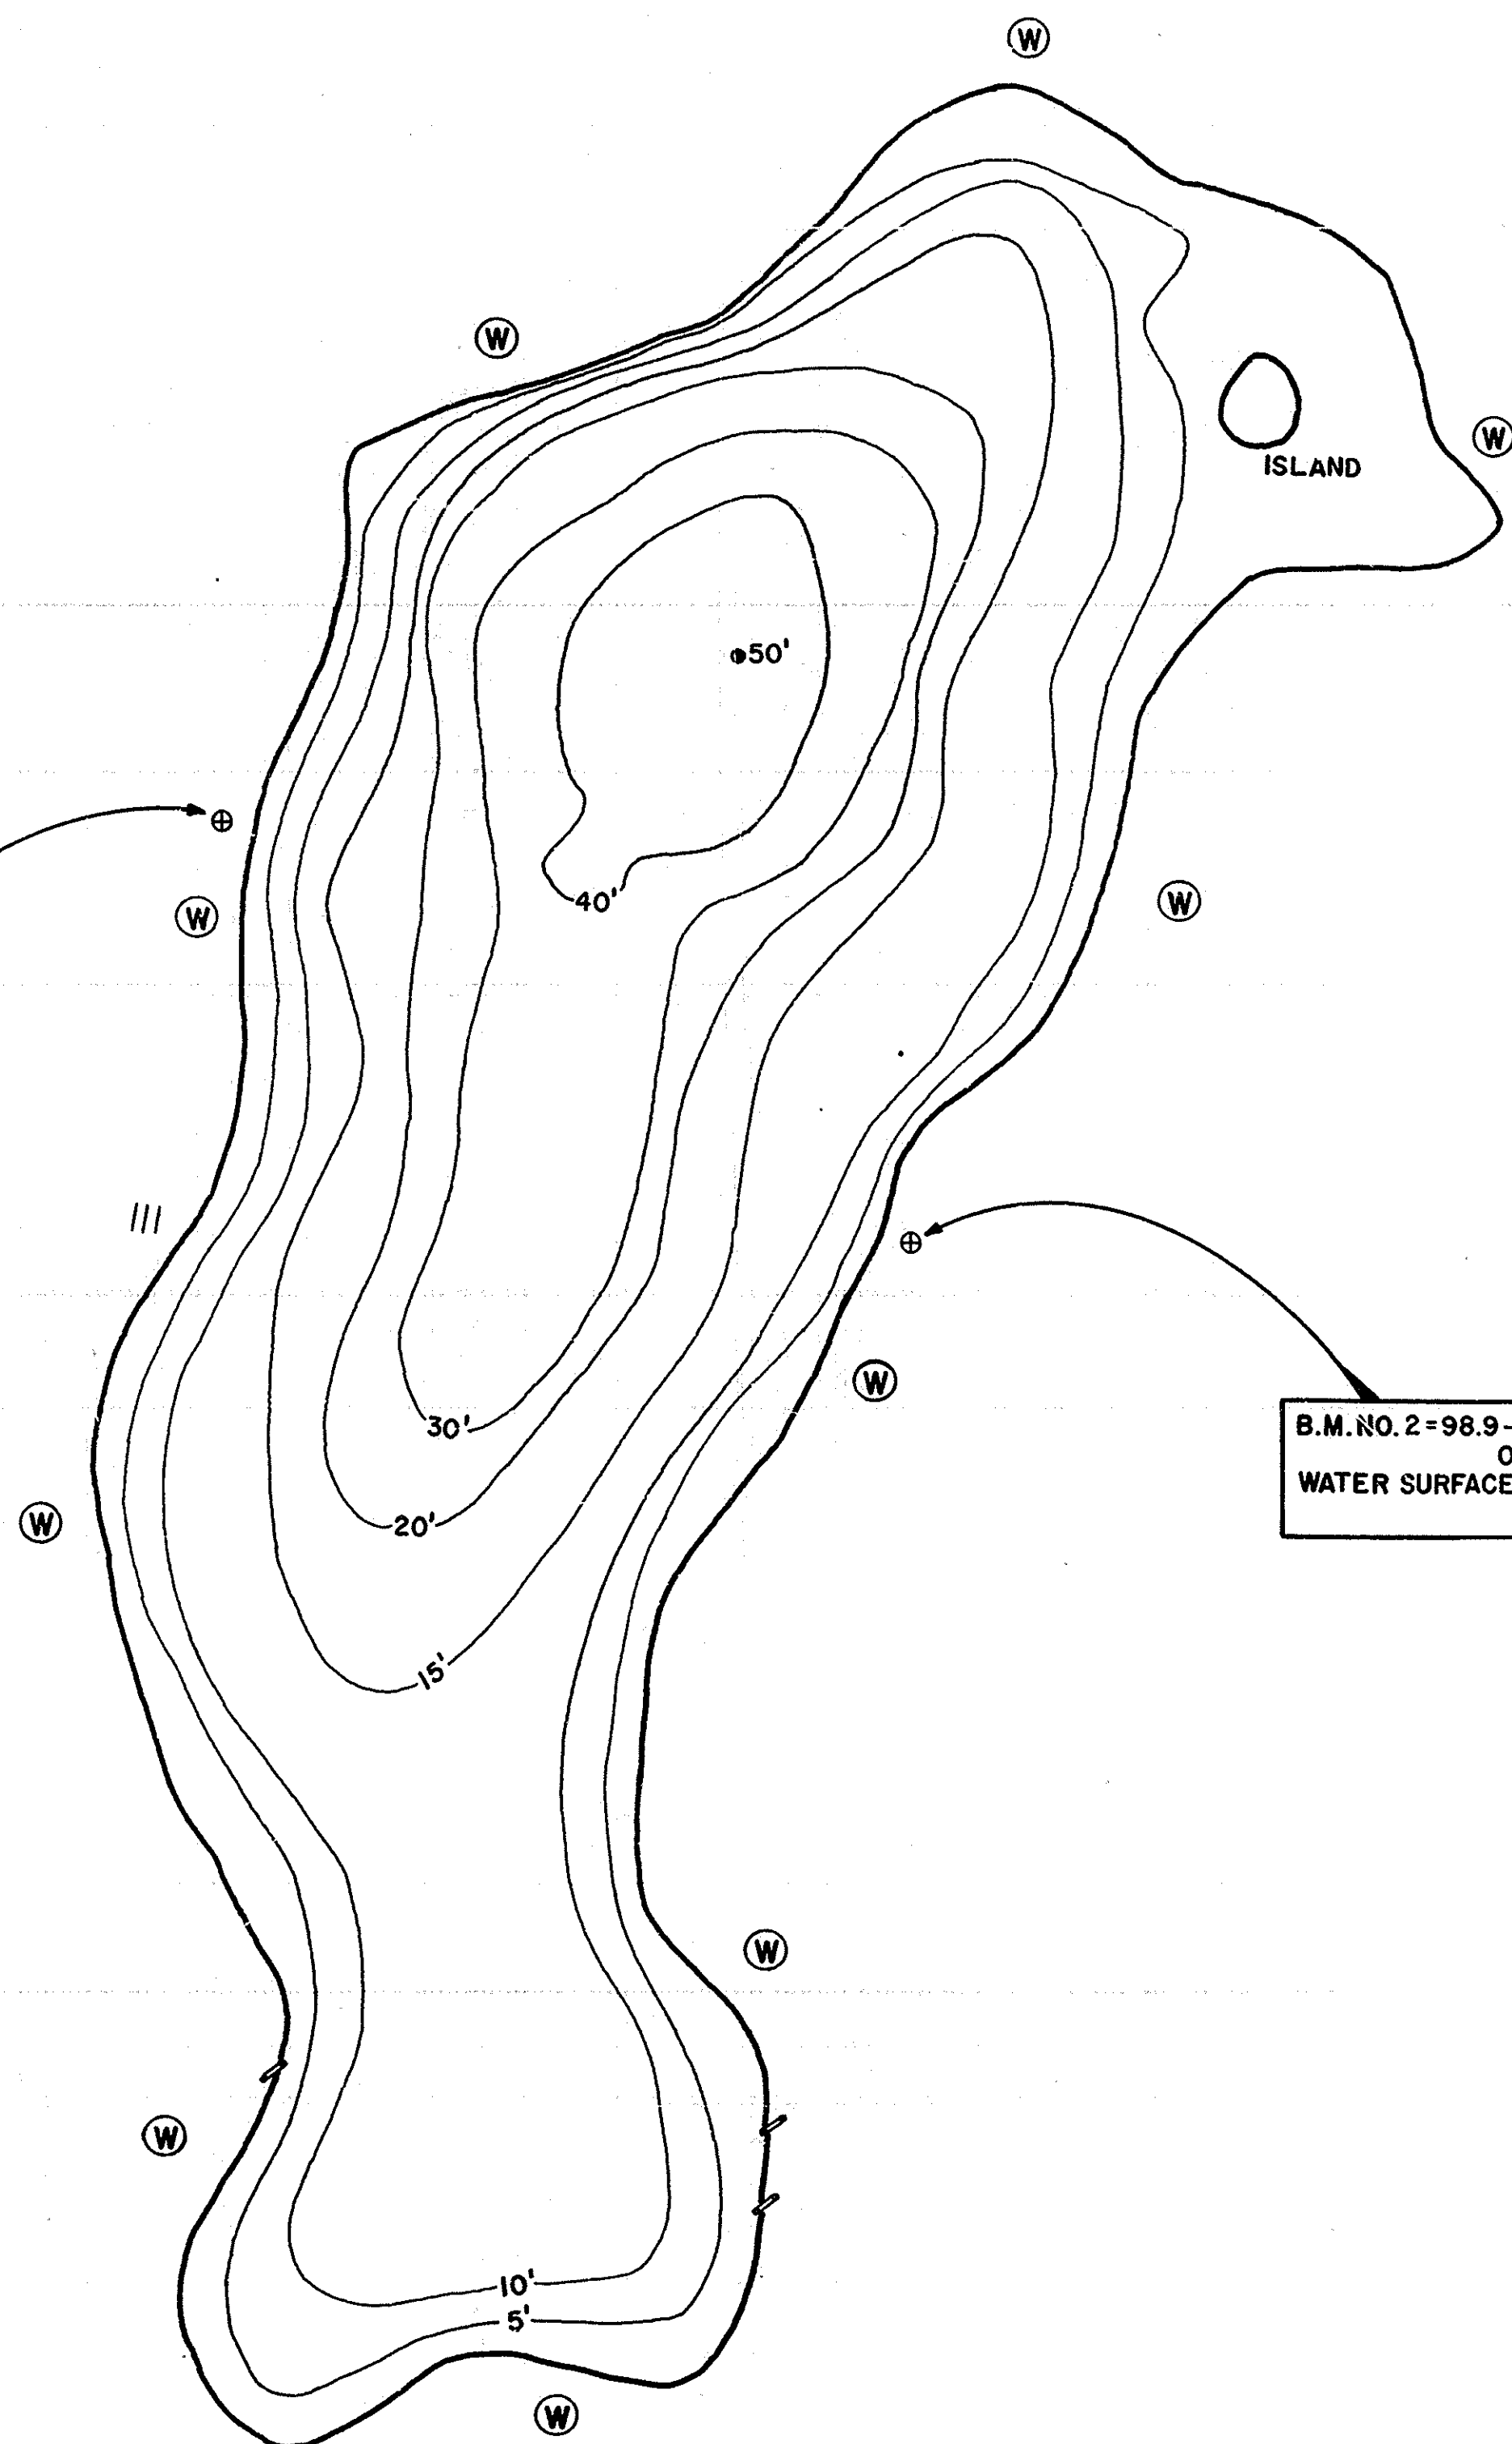 W
W
W
ISLAND
50'
40'
W
W
B.M. NO. 2 = 98.9 -
O
WATER SURFACE
W
30'
W
20'
15'
W
W
10'
5'
W